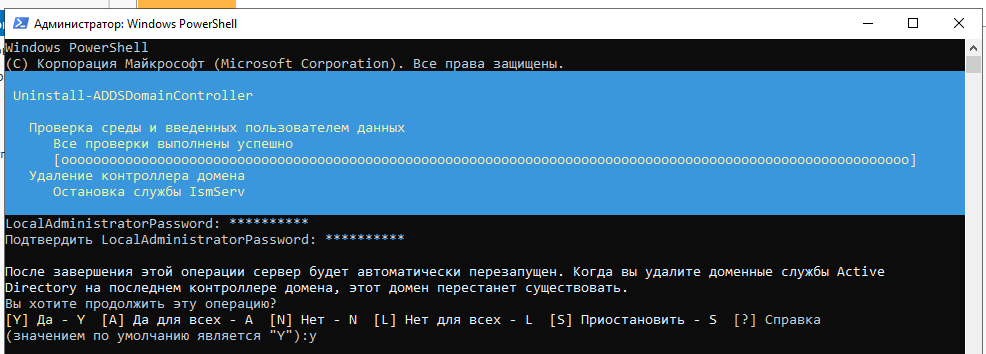 Администратор: Windows PowerShell
Windows PowerShell
(C) Корпорация Майкрософт (Microsoft Corporation). Все права защищены.
Uninstall-ADDSDomainController
Проверка среды и введенных пользователем данных
Все проверки выполнены успешно
[oooooooooooooooooooooooooooooooooooooooooooooooooooooooooooooooooooooooooooooooooooooooooooooooooooooooooo]
Удаление контроллера домена
Остановка службы IsmServ
LocalAdministratorPassword: **********
Подтвердить LocalAdministratorPassword: **********
После завершения этой операции сервер будет автоматически перезапущен. Когда вы удалите доменные службы Active
Directory на последнем контроллере домена, этот домен перестанет существовать.
Вы хотите продолжить эту операцию?
[Y] Да - Y  [A] Да для всех - A  [N] Нет - N  [L] Нет для всех - L  [S] Приостановить - S  [?] Справка
(значением по умолчанию является "Y"):y